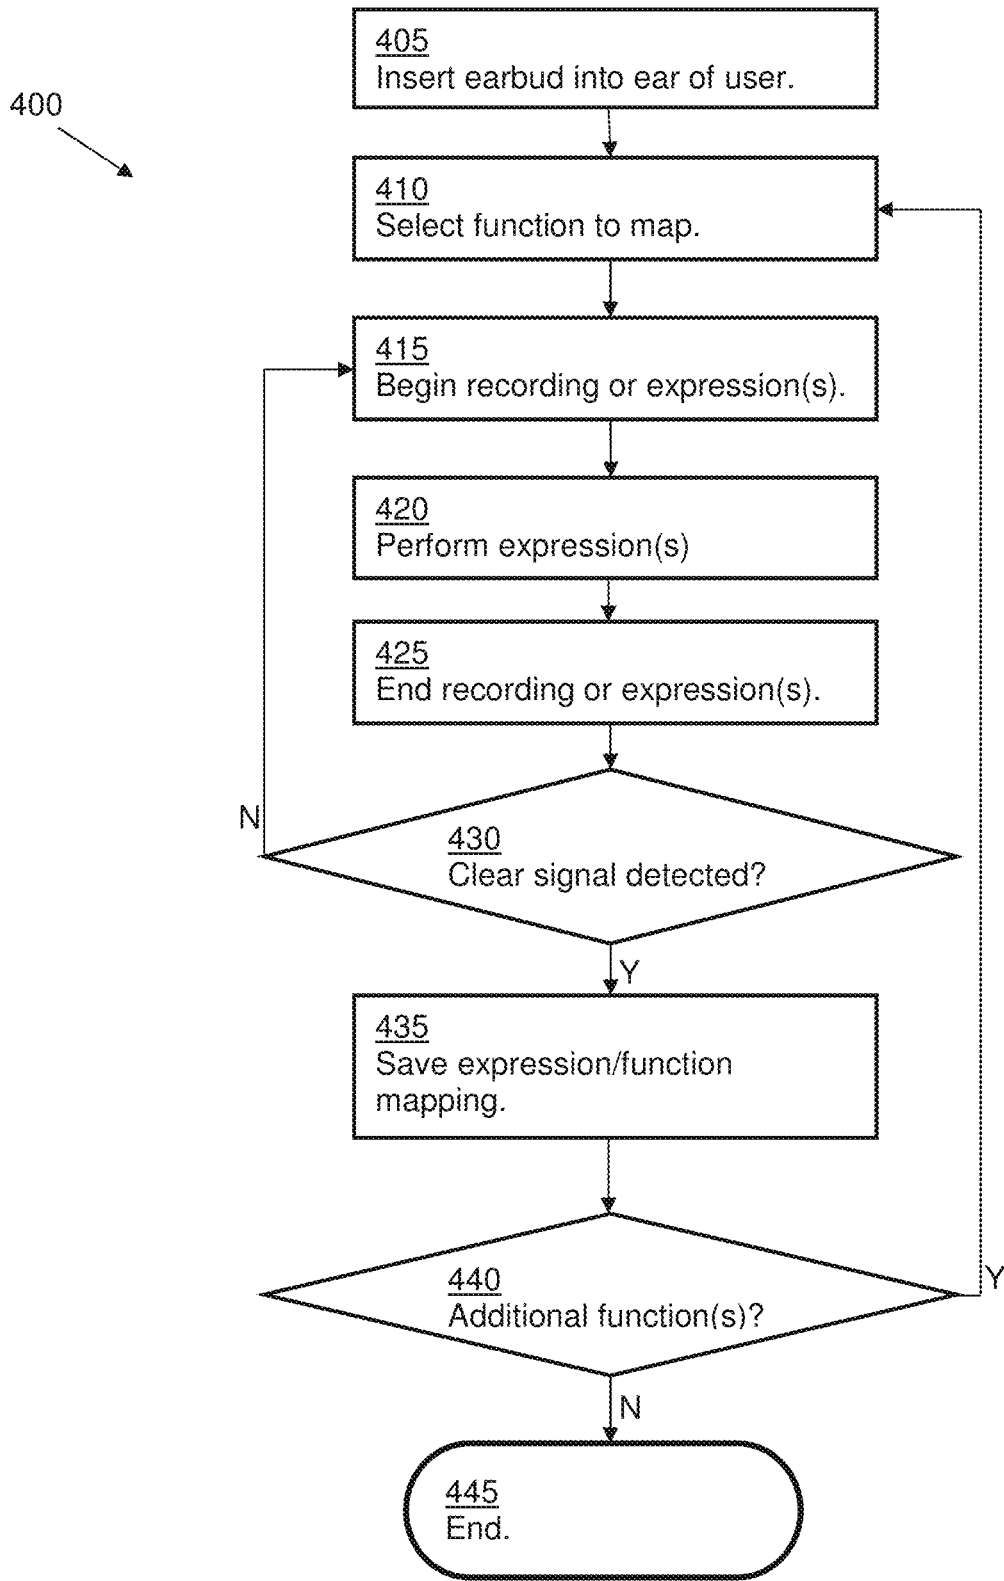 405
Insert earbud into ear of user.
400
410
Select function to map.
415
Begin recording or expression(s).
420
Perform expression(s)
425
End recording or expression(s).
N
430
Clear signal detected?
Y
435
Save expression/function
mapping.
440
Additional function(s)?
Y
N
445
End.